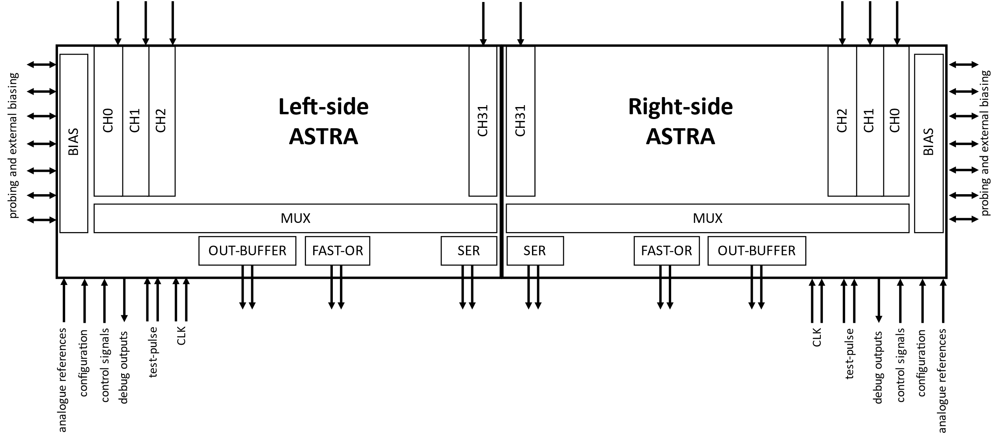 probing and external biasing
BIAS
CH0
CH1
CH2
Left-side
ASTRA
CH31
CH31
Right-side
ASTRA
CH2
CH1
CH0
BIAS
probing and external biasing
MUX
MUX
OUT-BUFFER
FAST-OR
SER
SER
FAST-OR
OUT-BUFFER
analogue references
configuration
control signals
debug outputs
test-pulse
CLK
CLK
test-pulse
debug outputs
control signals
configuration
analogue references